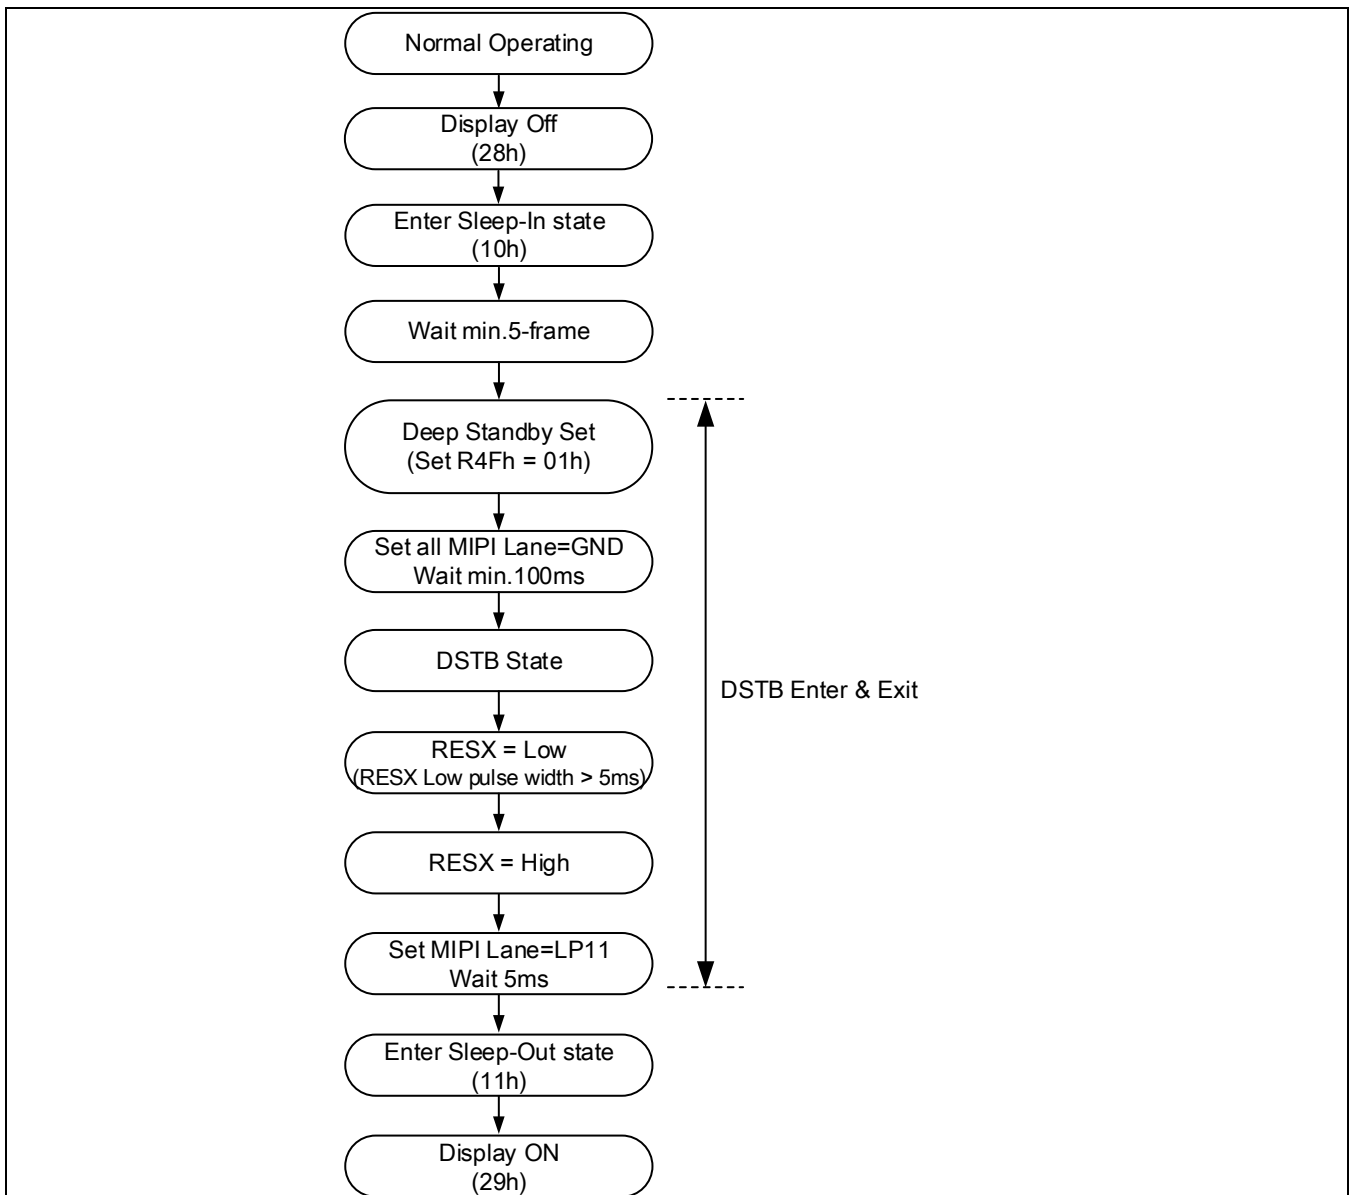 Normal Operating
Display Off
(28h)
Enter Sleep-In state
(10h)
Wait min.5-frame
Deep Standby Set
(Set R4Fh = 01h)
Set all MIPI Lane=GND
Wait min.100ms
DSTB State
DSTB Enter & Exit
RESX = Low
(RESX Low pulse width > 5ms)
RESX = High
Set MIPI Lane=LP11
Wait 5ms
Enter Sleep-Out state
(11h)
Display ON
(29h)